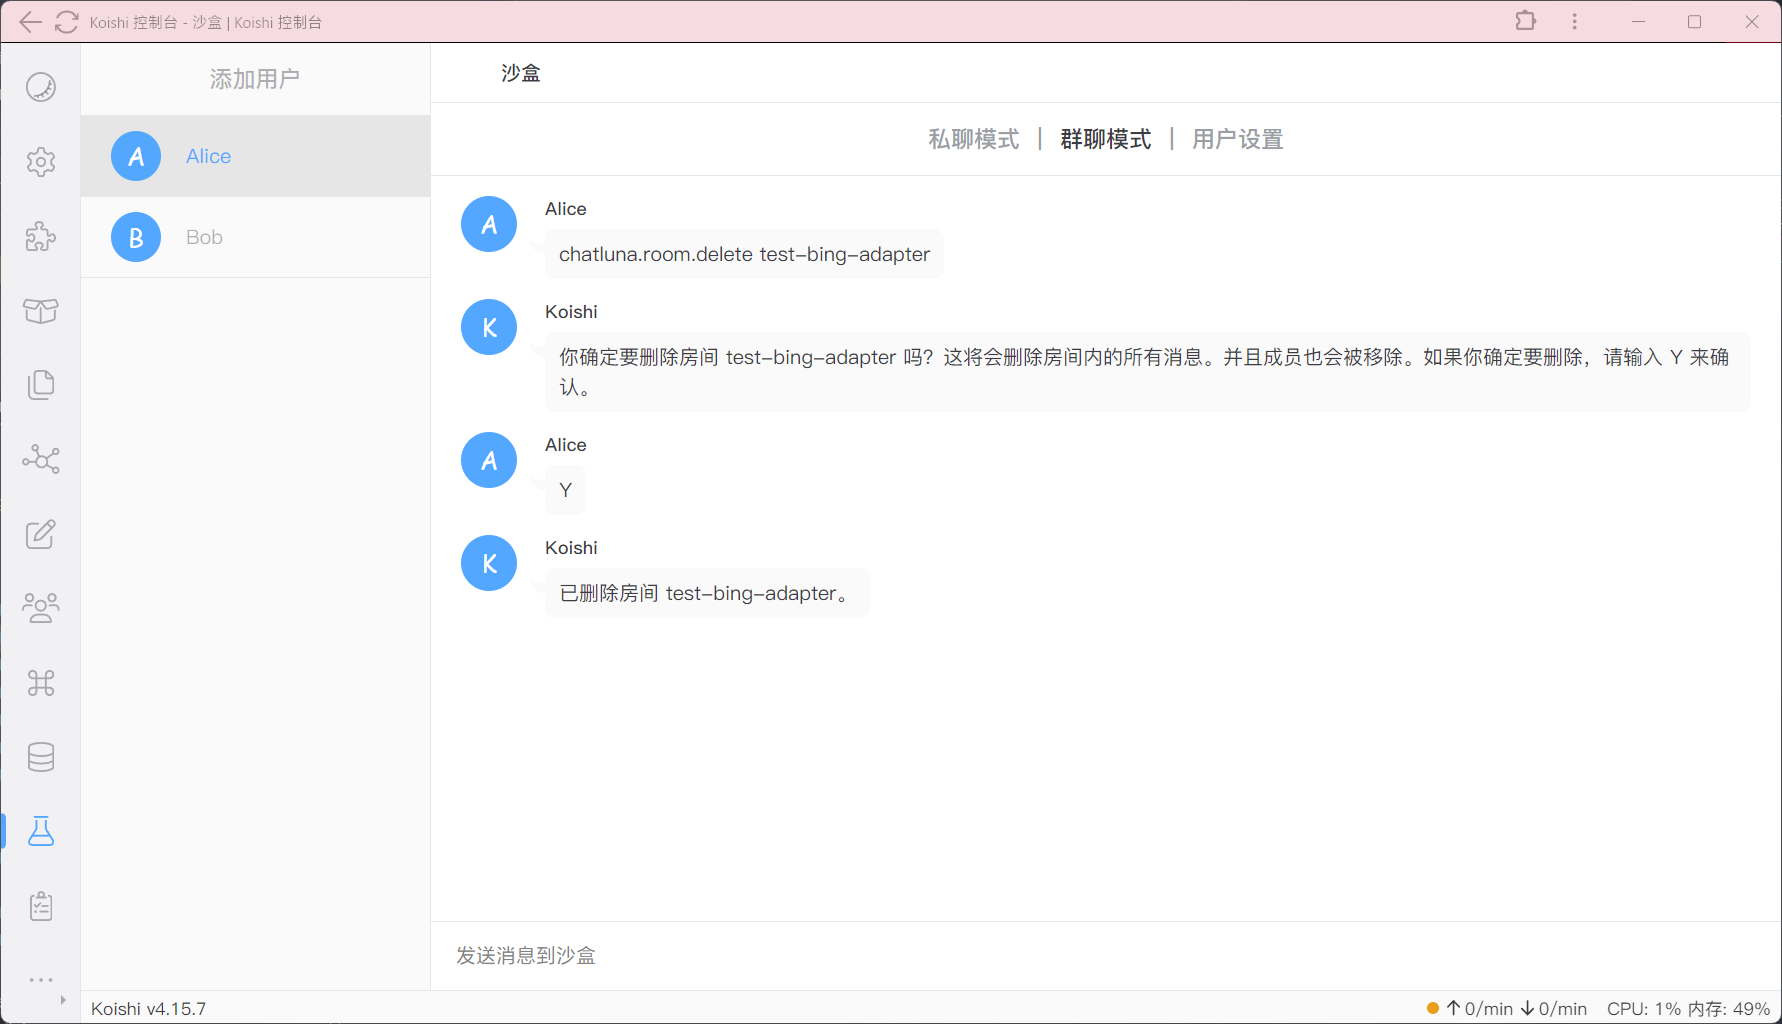 Koishi 控制台 - 沙盒 | Koishi 控制台
添加用户
A Alice
B Bob
沙盒
私聊模式 | 群聊模式 | 用户设置
A
Alice
chatluna.room.delete test-bing-adapter
K
Koishi
你确定要删除房间 test-bing-adapter 吗？这将会删除房间内的所有消息。并且成员也会被移除。如果你确定要删除，请输入 Y 来确
认。
A
Alice
Y
K
Koishi
已删除房间 test-bing-adapter。
发送消息到沙盒
Koishi v4.15.7
↑ 0/min ↓ 0/min CPU: 1% 内存: 49%